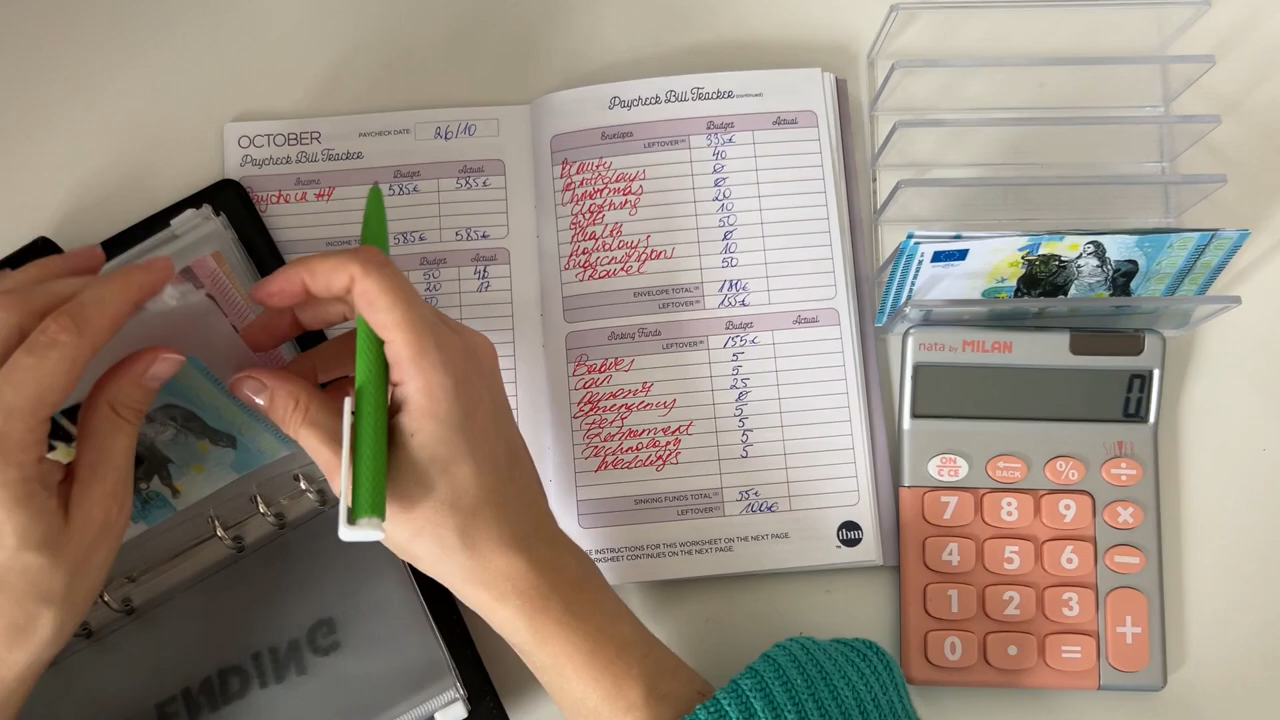 OCTOBER
PAYCHECK DATE: 26/10
Paycheck Bill Tracker
Income Budget Actual
Paycheck #4 585€ 585€
INCOME 585€ 585€
Actual
50 46
20 17
Paycheck Bill Tracker (continued)
Envelopes Budget Actual
LEFTOVER 335€
Beauty 40
Birthdays Ø
Christmas Ø
Clothing 20
Gifts 10
Health 50
Holidays Ø
Subscriptions 10
Travel 50
ENVELOPE TOTAL 180€
LEFTOVER 155€
Sinking Funds Budget Actual
LEFTOVER 155€
Babies 5
Car 5
Deposit 25
Emergency Ø
Pets 5
Retirement 5
Technology 5
Weddings 5
SINKING FUNDS TOTAL 55€
LEFTOVER 100€
SEE INSTRUCTIONS FOR THIS WORKSHEET ON THE NEXT PAGE.
WORKSHEET CONTINUES ON THE NEXT PAGE.
tbm
ENDING
nata by MILAN
0
SILVER
ON/C CE BACK % ÷
7 8 9 ×
4 5 6 −
1 2 3 +
0 . =